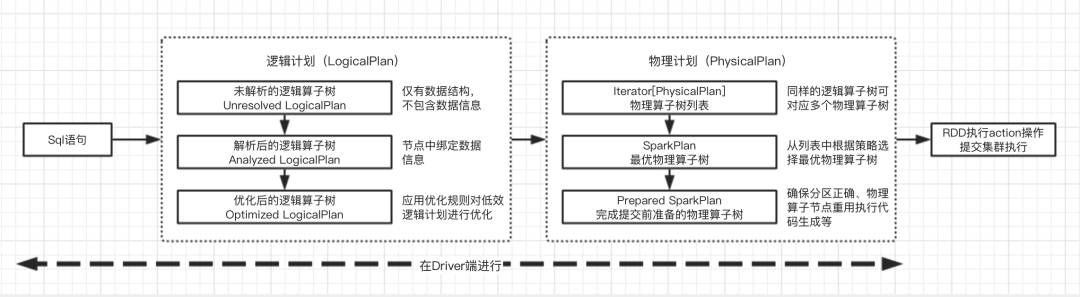 Sql语句
逻辑计划（LogicalPlan）
未解析的逻辑算子树
Unresolved LogicalPlan
仅有数据结构，
不包含数据信息
解析后的逻辑算子树
Analyzed LogicalPlan
节点中绑定数据
信息
优化后的逻辑算子树
Optimized LogicalPlan
应用优化规则对低效
逻辑计划进行优化
物理计划（PhysicalPlan）
Iterator[PhysicalPlan]
物理算子树列表
同样的逻辑算子树可
对应多个物理算子树
SparkPlan
最优物理算子树
从列表中根据策略选
择最优物理算子树
Prepared SparkPlan
完成提交前准备的物理算子树
确保分区正确、物理
算子节点重用执行代
码生成等
RDD执行action操作
提交集群执行
在Driver端进行